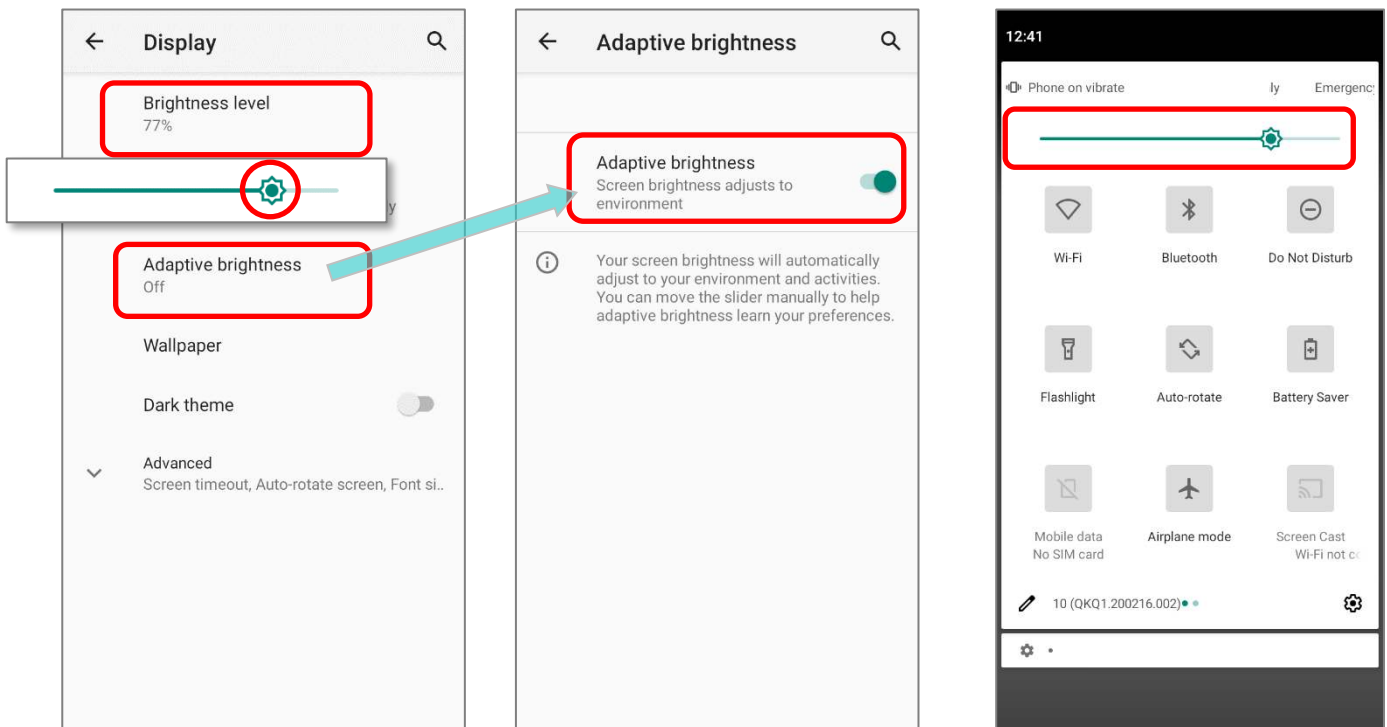 Display
Brightness level
77%
y
Adaptive brightness
Off
Wallpaper
Dark theme
Advanced
Screen timeout, Auto-rotate screen, Font si..
Adaptive brightness
Adaptive brightness
Screen brightness adjusts to
environment
Your screen brightness will automatically
adjust to your environment and activities.
You can move the slider manually to help
adaptive brightness learn your preferences.
12:41
Phone on vibrate ly Emergency
Wi-Fi Bluetooth Do Not Disturb
Flashlight Auto-rotate Battery Saver
Mobile data Airplane mode Screen Cast
No SIM card Wi-Fi not co
10 (QKQ1.200216.002)